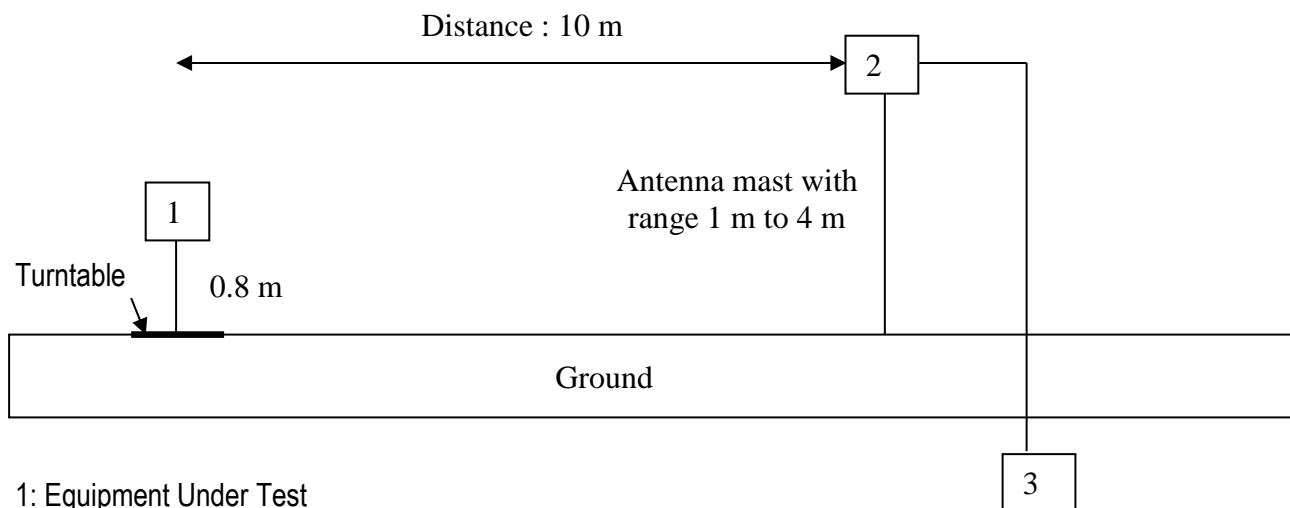 Distance : 10 m
2
Antenna mast with
range 1 m to 4 m
1
Turntable
0.8 m
Ground
3
1: Equipment Under Test